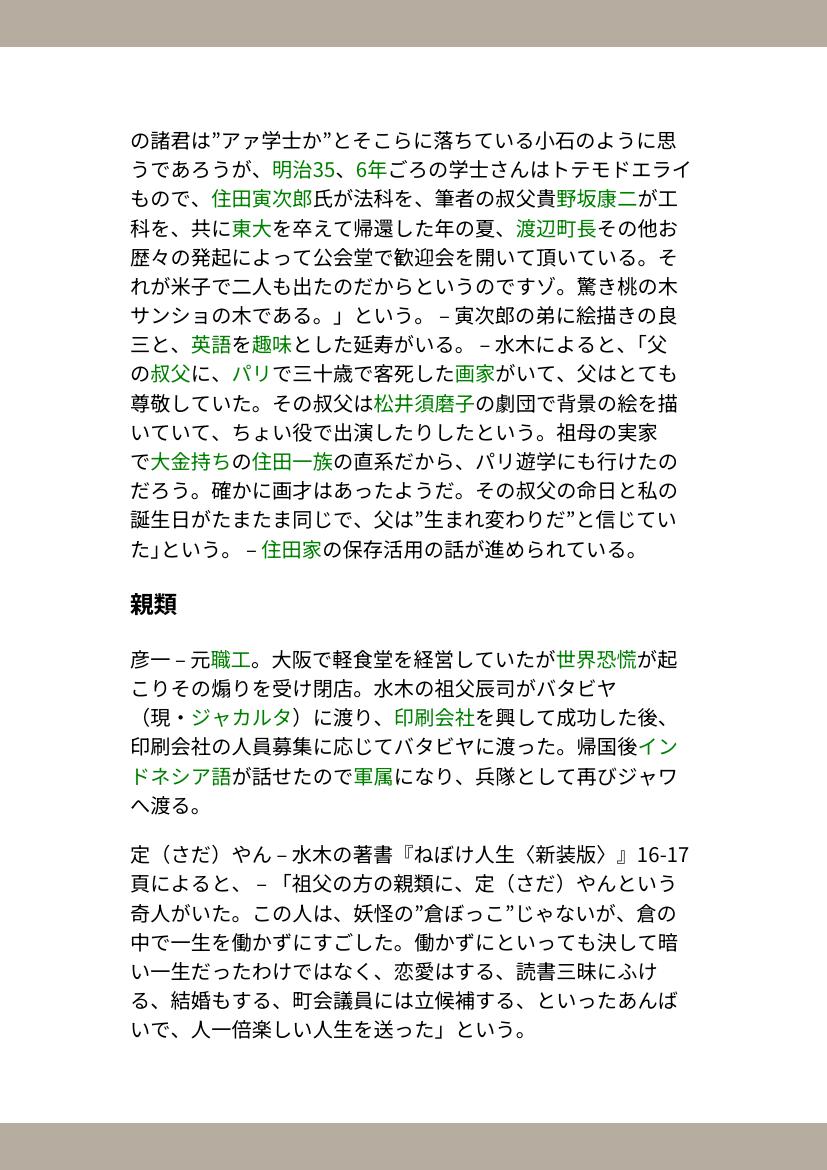 の諸君は”アァ学士か”とそこらに落ちている小石のように思
うであろうが、明治35、6年ごろの学士さんはトテモドエライ
もので、住田寅次郎氏が法科を、筆者の叔父貴野坂康二が工
科を、共に東大を卒えて帰還した年の夏、渡辺町長その他お
歴々の発起によって公会堂で歓迎会を開いて頂いている。そ
れが米子で二人も出たのだからというのですゾ。驚き桃の木
サンショの木である。」という。 – 寅次郎の弟に絵描きの良
三と、英語を趣味とした延寿がいる。 – 水木によると、「父
の叔父に、パリで三十歳で客死した画家がいて、父はとても
尊敬していた。その叔父は松井須磨子の劇団で背景の絵を描
いていて、ちょい役で出演したりしたという。祖母の実家
で大金持ちの住田一族の直系だから、パリ遊学にも行けたの
だろう。確かに画才はあったようだ。その叔父の命日と私の
誕生日がたまたま同じで、父は”生まれ変わりだ”と信じてい
た」という。 – 住田家の保存活用の話が進められている。
親類
彦一 – 元職工。大阪で軽食堂を経営していたが世界恐慌が起
こりその煽りを受け閉店。水木の祖父辰司がバタビヤ
（現・ジャカルタ）に渡り、印刷会社を興して成功した後、
印刷会社の人員募集に応じてバタビヤに渡った。帰国後イン
ドネシア語が話せたので軍属になり、兵隊として再びジャワ
へ渡る。
定（さだ）やん – 水木の著書『ねぼけ人生〈新装版〉』16-17
頁によると、 – 「祖父の方の親類に、定（さだ）やんという
奇人がいた。この人は、妖怪の”倉ぼっこ”じゃないが、倉の
中で一生を働かずにすごした。働かずにといっても決して暗
い一生だったわけではなく、恋愛はする、読書三昧にふけ
る、結婚もする、町会議員には立候補する、といったあんば
いで、人一倍楽しい人生を送った」という。